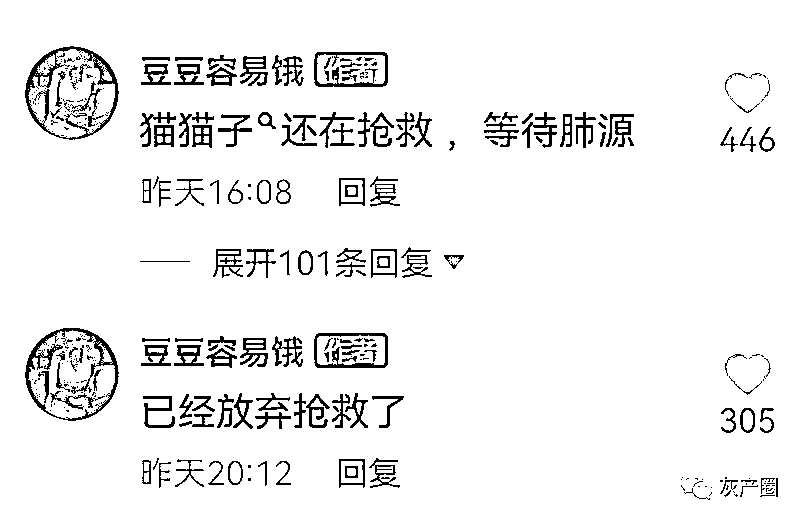 豆豆容易饿 作者
猫猫子还在抢救，等待肺源
446
昨天16:08 回复
展开101条回复
豆豆容易饿 作者
已经放弃抢救了
305
昨天20:12 回复
灰产圈